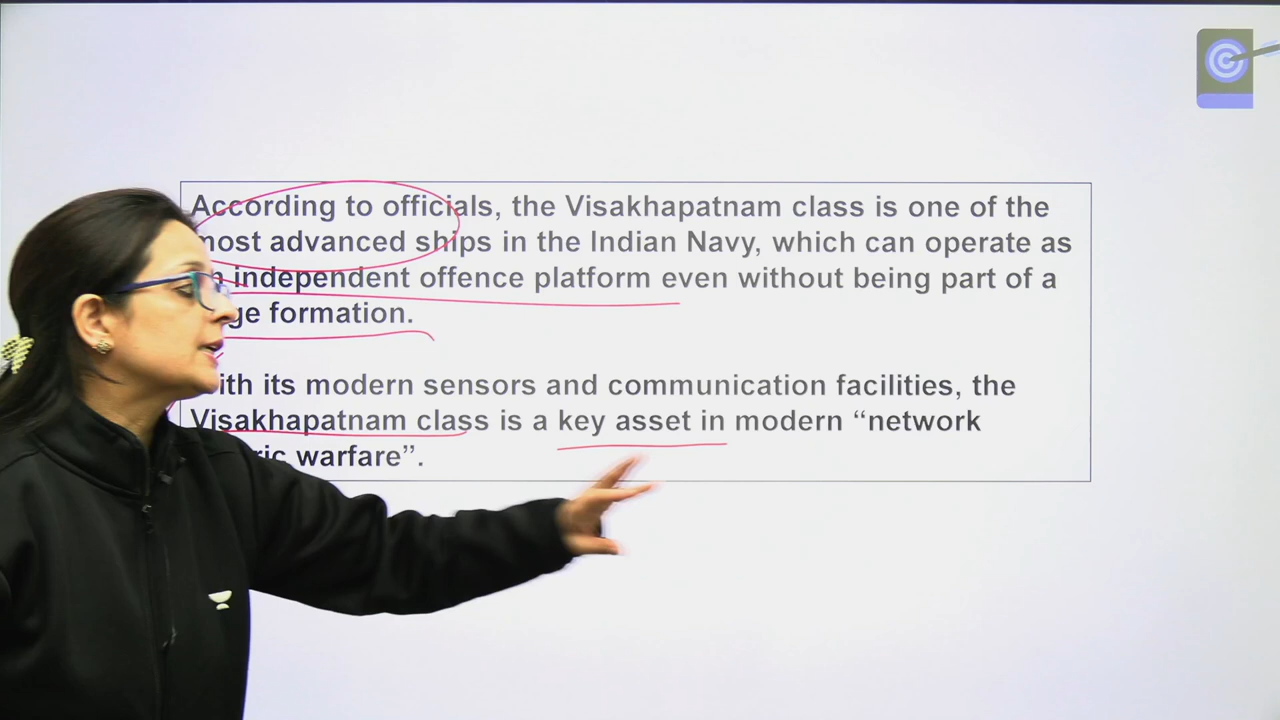 According to officials, the Visakhapatnam class is one of the
most advanced ships in the Indian Navy, which can operate as
independent offence platform even without being part of a
formation.
its modern sensors and communication facilities, the
Visakhapatnam class is a key asset in modern “network
warfare”.